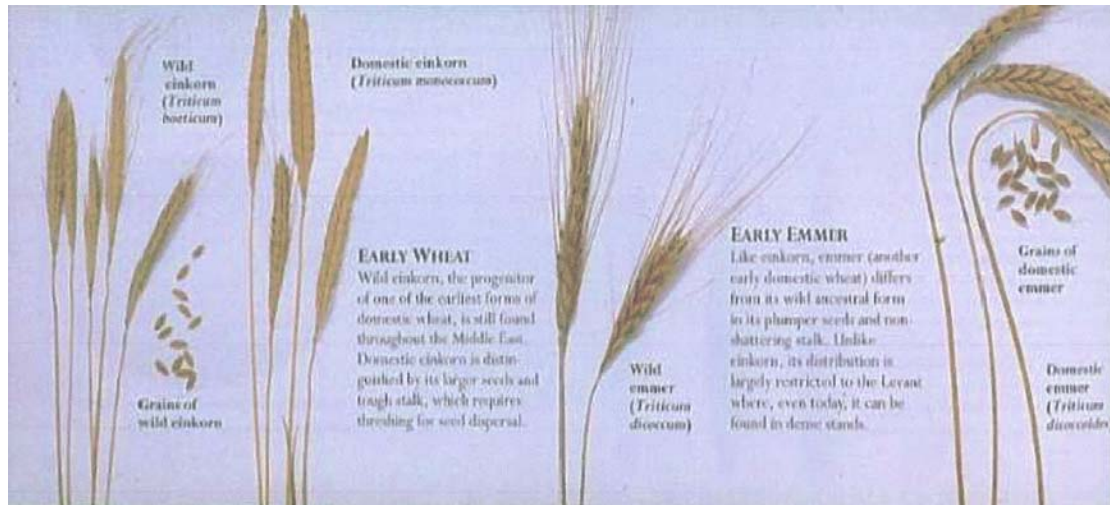 Wild
einkorn
(Triticum
boeticum)
Grains of
wild einkorn
Domestic einkorn
(Triticum monococcum)
EARLY WHEAT
Wild einkorn, the progenitor
of one of the earliest forms of
domestic wheat, is still found
throughout the Middle East.
Domestic einkorn is distin-
guished by its larger seeds and
tough stalk, which requires
threshing for seed dispersal.
Wild
emmer
(Triticum
dicoccum)
EARLY EMMER
Like einkorn, emmer (another
early domestic wheat) differs
from its wild ancestral form
in its plumper seeds and non-
shattering stalk. Unlike
einkorn, its distribution is
largely restricted to the Levant
where, even today, it can be
found in dense stands.
Grains of
domestic
emmer
Domestic
emmer
(Triticum
dicoccoides